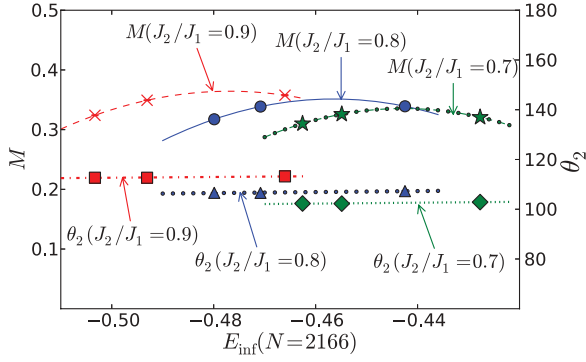 0.5
0.4
0.3
0.2
0.1
M
M(J₂/J₁=0.9)
M(J₂/J₁=0.8)
M(J₂/J₁=0.7)
θ₂(J₂/J₁=0.9)
θ₂(J₂/J₁=0.8)
θ₂(J₂/J₁=0.7)
180
160
140
120
100
80
θ₂
−0.50
−0.48
−0.46
−0.44
E_inf(N=2166)